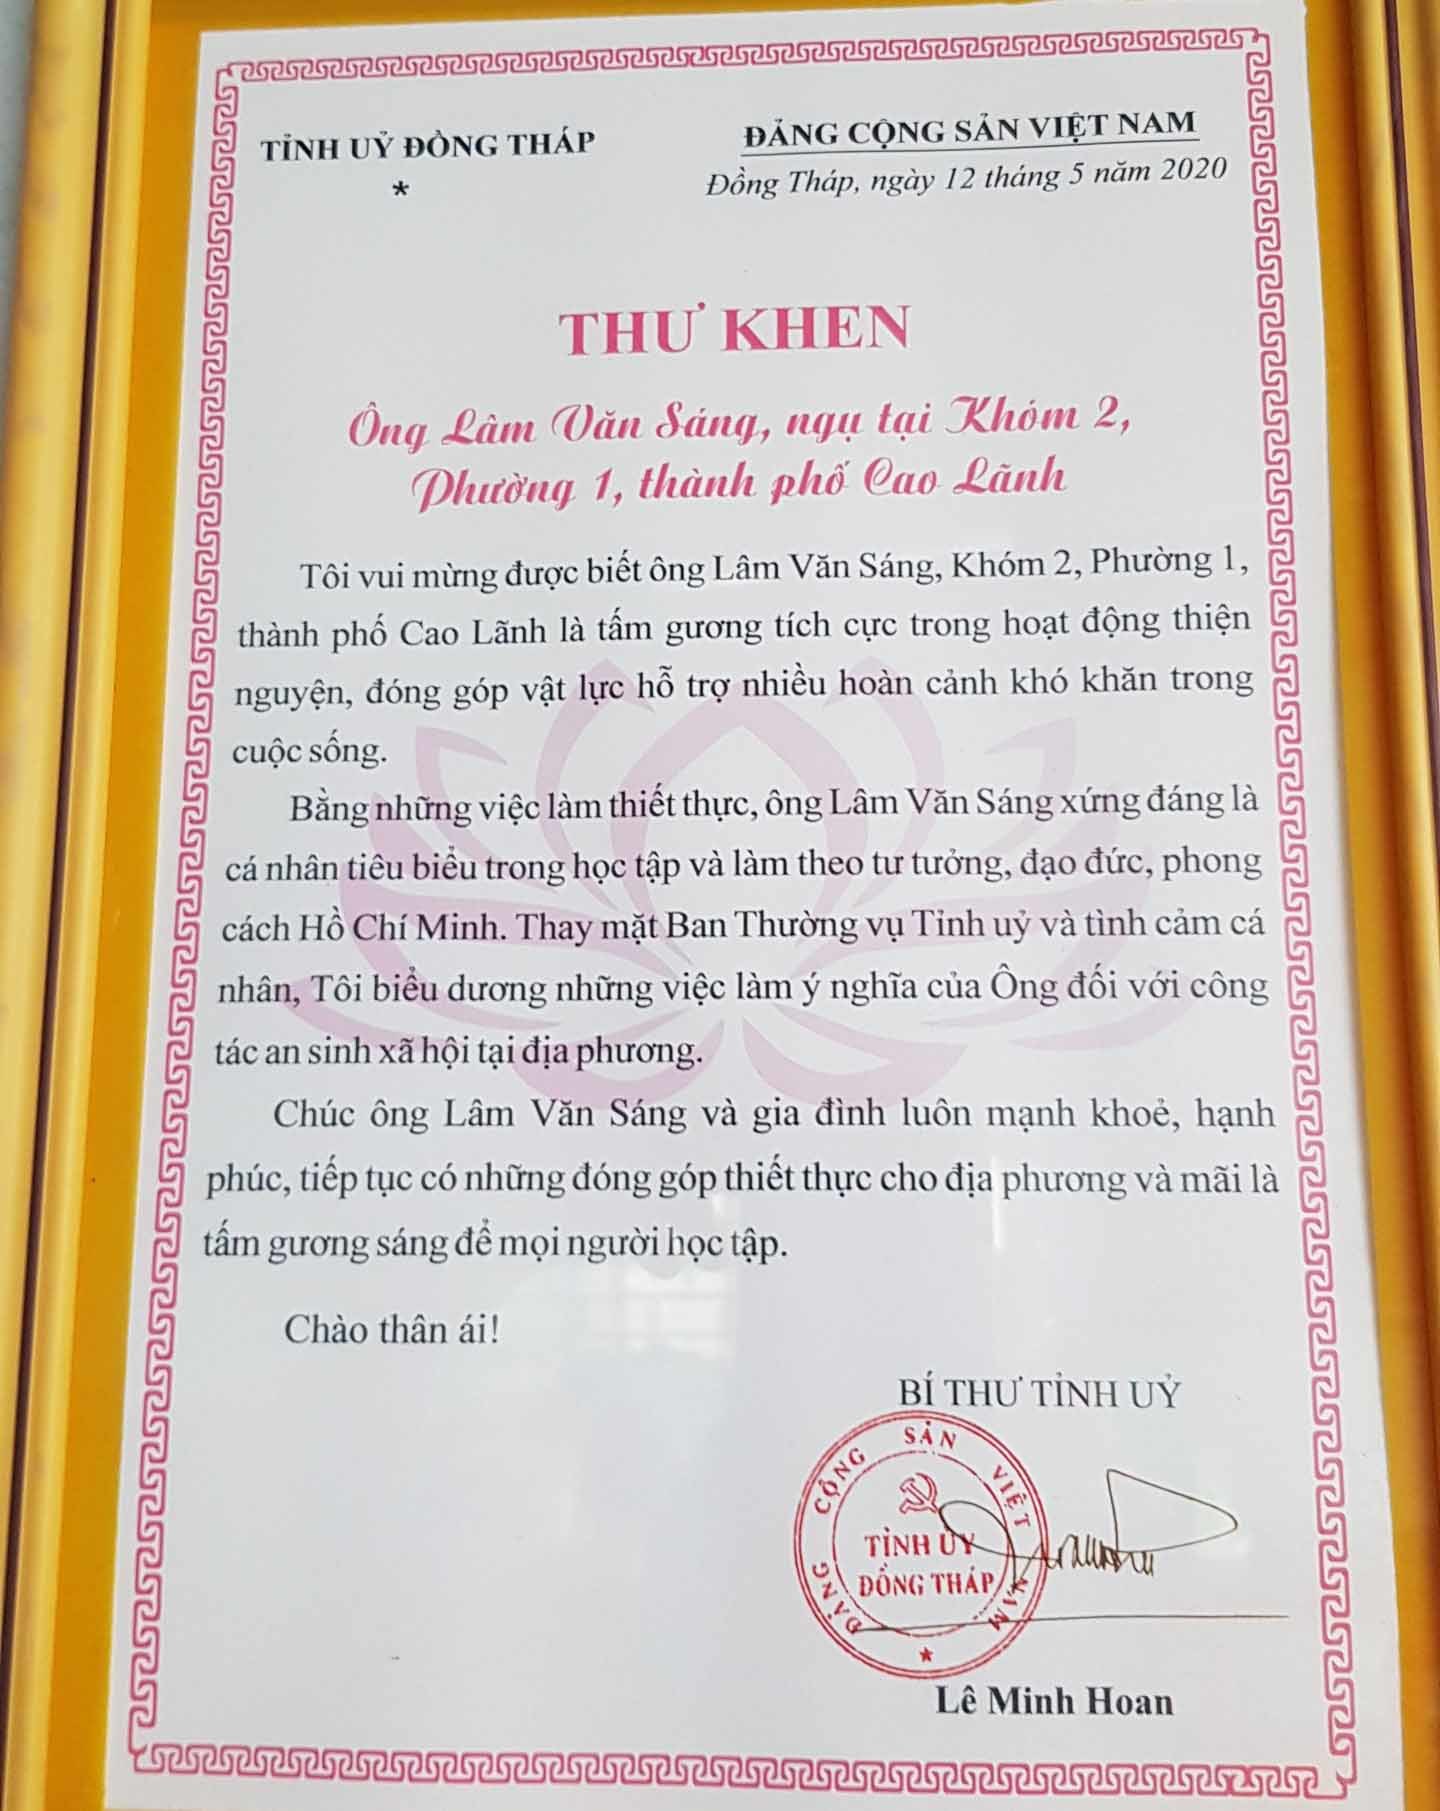 TỈNH UỶ ĐỒNG THÁP
*
ĐẢNG CỘNG SẢN VIỆT NAM
Đồng Tháp, ngày 12 tháng 5 năm 2020
THƯ KHEN
Ông Lâm Văn Sáng, ngụ tại Khóm 2,
Phường 1, thành phố Cao Lãnh
Tôi vui mừng được biết ông Lâm Văn Sáng, Khóm 2, Phường 1,
thành phố Cao Lãnh là tấm gương tích cực trong hoạt động thiện
nguyện, đóng góp vật lực hỗ trợ nhiều hoàn cảnh khó khăn trong
cuộc sống.
Bằng những việc làm thiết thực, ông Lâm Văn Sáng xứng đáng là
cá nhân tiêu biểu trong học tập và làm theo tư tưởng, đạo đức, phong
cách Hồ Chí Minh. Thay mặt Ban Thường vụ Tỉnh uỷ và tình cảm cá
nhân, Tôi biểu dương những việc làm ý nghĩa của Ông đối với công
tác an sinh xã hội tại địa phương.
Chúc ông Lâm Văn Sáng và gia đình luôn mạnh khoẻ, hạnh
phúc, tiếp tục có những đóng góp thiết thực cho địa phương và mãi là
tấm gương sáng để mọi người học tập.
Chào thân ái!
BÍ THƯ TỈNH UỶ
ĐẢNG CỘNG SẢN VIỆT NAM
TỈNH ỦY
ĐỒNG THÁP
Lê Minh Hoan